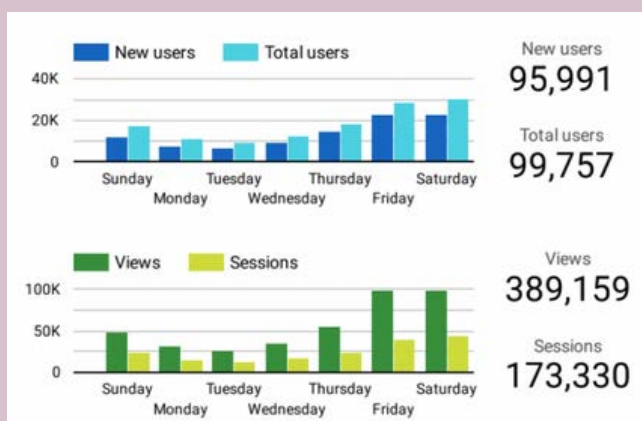 New users Total users
40K
20K
0
Sunday Tuesday Thursday Saturday
Monday Wednesday Friday
New users
95,991
Total users
99,757
Views Sessions
100K
50K
0
Sunday Tuesday Thursday Saturday
Monday Wednesday Friday
Views
389,159
Sessions
173,330